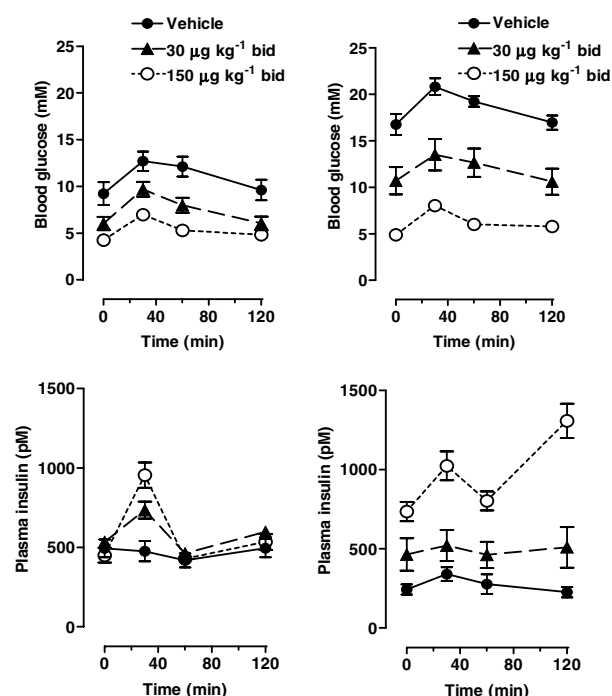 Vehicle
30 µg kg-1 bid
150 µg kg-1 bid
25
20
15
10
5
0
Blood glucose (mM)
0 40 80 120
Time (min)
Vehicle
30 µg kg-1 bid
150 µg kg-1 bid
25
20
15
10
5
0
Blood glucose (mM)
0 40 80 120
Time (min)
1500
1000
500
0
Plasma insulin (pM)
0 40 80 120
Time (min)
1500
1000
500
0
Plasma insulin (pM)
0 40 80 120
Time (min)